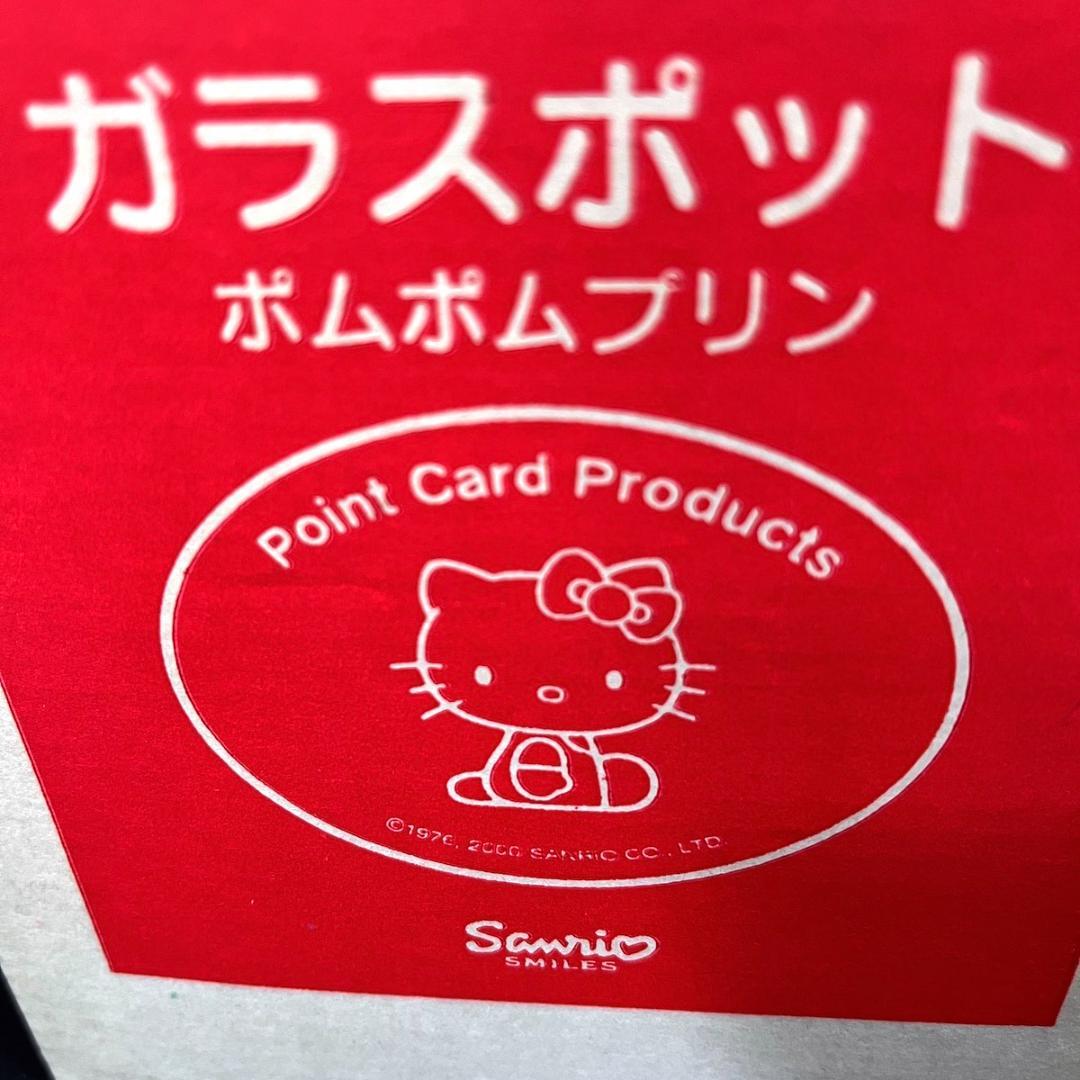 ガラスポット
ポムポムプリン
Point Card Products
©1976, 2000 SANRIO CO., LTD.
Sanrio
SMILES